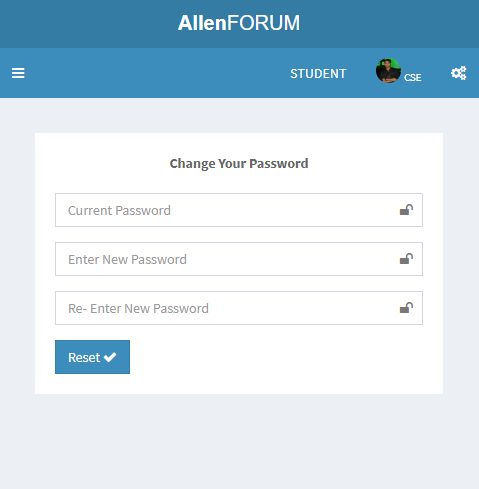 AllenFORUM
STUDENT
CSE
Change Your Password
Current Password
Enter New Password
Re- Enter New Password
Reset